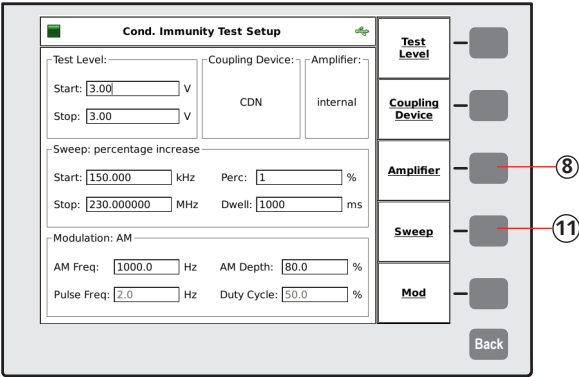 Cond. Immunity Test Setup
Test Level:
Start: 3.00 V
Stop: 3.00 V
Coupling Device:
CDN
Amplifier:
internal
Sweep: percentage increase
Start: 150.000 kHz Perc: 1 %
Stop: 230.000000 MHz Dwell: 1000 ms
Modulation: AM
AM Freq: 1000.0 Hz AM Depth: 80.0 %
Pulse Freq: 2.0 Hz Duty Cycle: 50.0 %
Test
Level
Coupling
Device
Amplifier
8
Sweep
11
Mod
Back